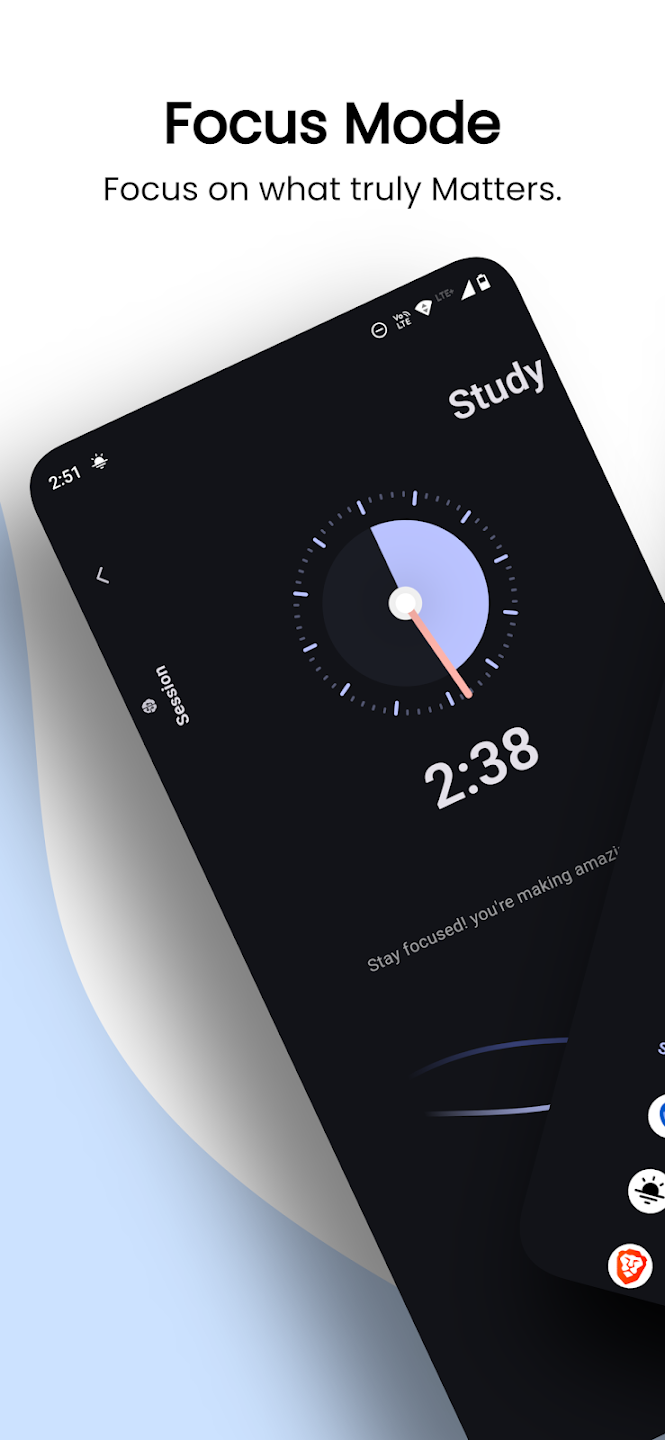 Focus Mode
Focus on what truly Matters.
2:51
Vo LTE
LTE+
Study
Session
2:38
Stay focused! you're making